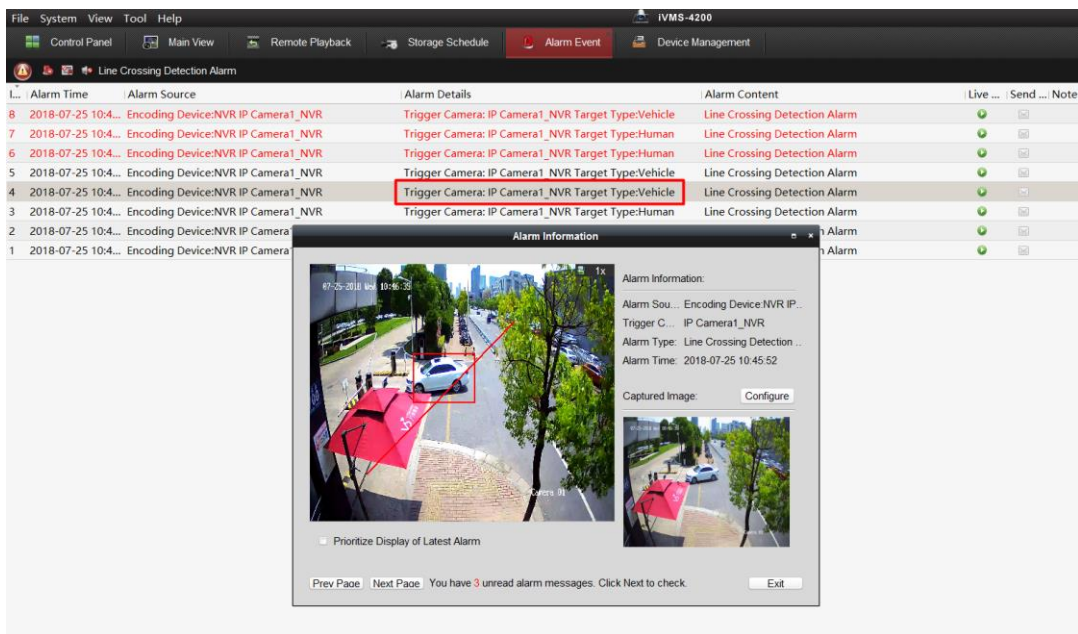 File System View Tool Help iVMS-4200
Control Panel Main View Remote Playback Storage Schedule Alarm Event Device Management
Line Crossing Detection Alarm
I... Alarm Time Alarm Source Alarm Details Alarm Content Live ... Send ... Note
8 2018-07-25 10:4... Encoding Device:NVR IP Camera1_NVR Trigger Camera: IP Camera1_NVR Target Type:Vehicle Line Crossing Detection Alarm
7 2018-07-25 10:4... Encoding Device:NVR IP Camera1_NVR Trigger Camera: IP Camera1_NVR Target Type:Human Line Crossing Detection Alarm
6 2018-07-25 10:4... Encoding Device:NVR IP Camera1_NVR Trigger Camera: IP Camera1_NVR Target Type:Human Line Crossing Detection Alarm
5 2018-07-25 10:4... Encoding Device:NVR IP Camera1_NVR Trigger Camera: IP Camera1_NVR Target Type:Vehicle Line Crossing Detection Alarm
4 2018-07-25 10:4... Encoding Device:NVR IP Camera1_NVR Trigger Camera: IP Camera1_NVR Target Type:Vehicle Line Crossing Detection Alarm
3 2018-07-25 10:4... Encoding Device:NVR IP Camera1_NVR Trigger Camera: IP Camera1_NVR Target Type:Human Line Crossing Detection Alarm
2 2018-07-25 10:4... Encoding Device:NVR IP Camera Alarm
1 2018-07-25 10:4... Encoding Device:NVR IP Camera Alarm
Alarm Information
1x
07-25-2018 Wed 10:46:39
Camera 01
Alarm Information:
Alarm Sou... Encoding Device:NVR IP..
Trigger C... IP Camera1_NVR
Alarm Type: Line Crossing Detection ..
Alarm Time: 2018-07-25 10:45:52
Captured Image: Configure
Prioritize Display of Latest Alarm
Prev Page Next Page You have 3 unread alarm messages. Click Next to check. Exit